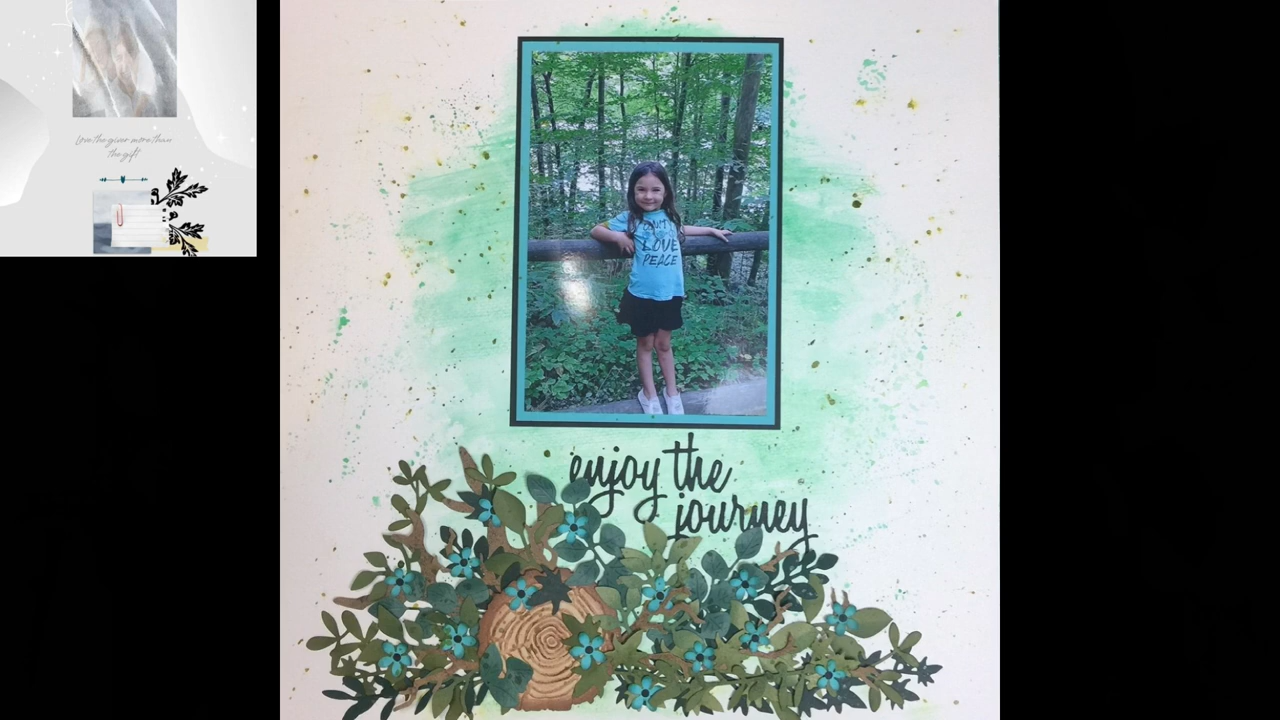 Love the giver more than
the gift
LOVE
PEACE
enjoy the
journey